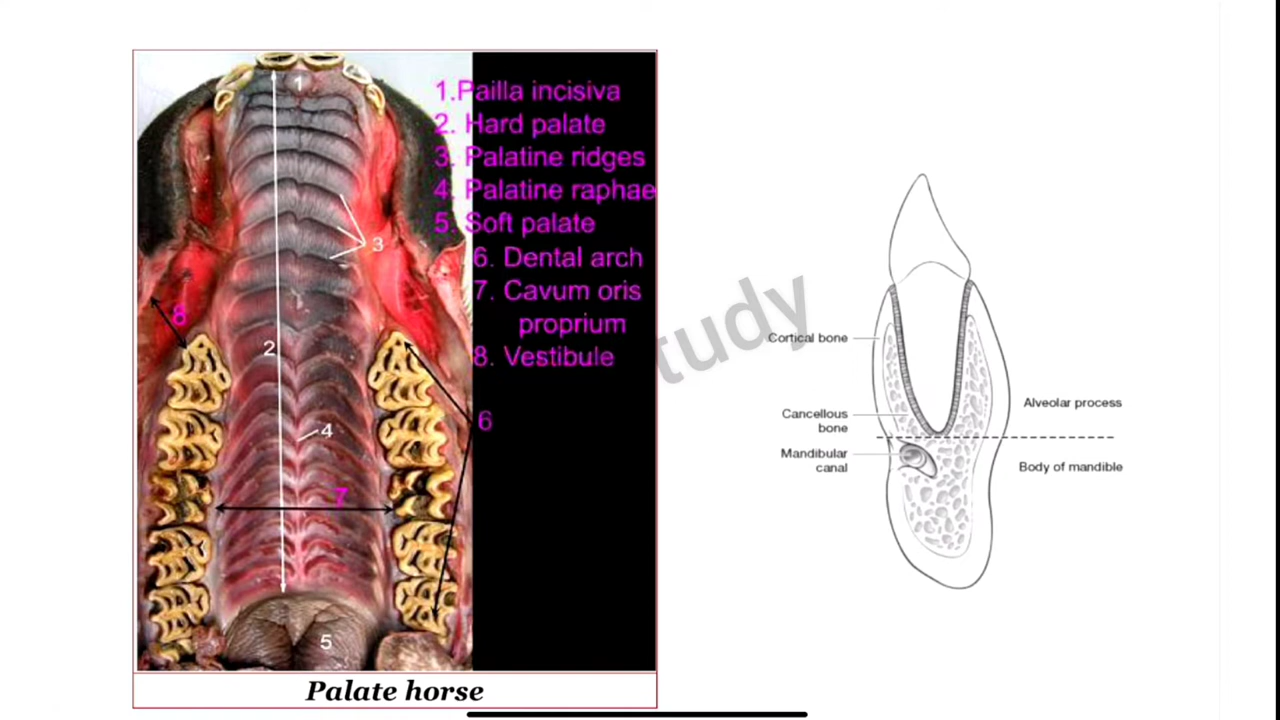 1.Pailla incisiva
2. Hard palate
3. Palatine ridges
4. Palatine raphae
5. Soft palate
6. Dental arch
7. Cavum oris
proprium
8. Vestibule
1
3
8
2
4
6
7
5
Palate horse
tudy
Cortical bone
Cancellous
bone
Mandibular
canal
Alveolar process
Body of mandible